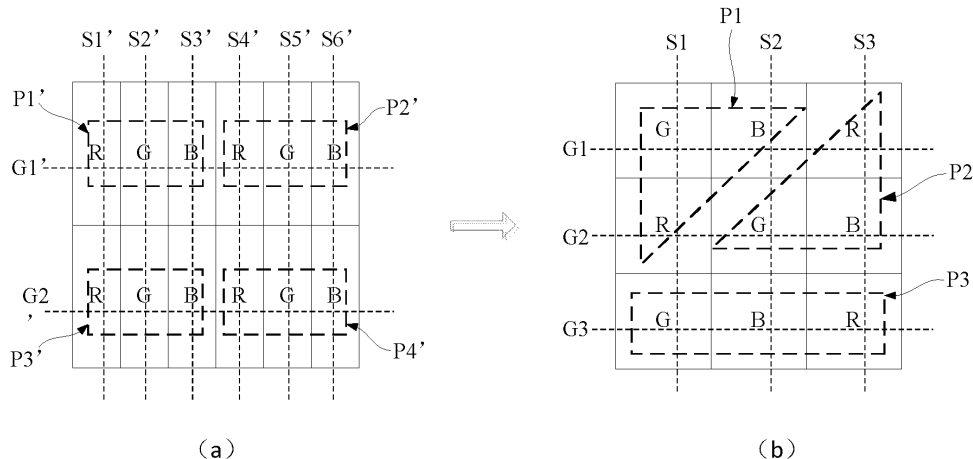 S1’ S2’ S3’ S4’ S5’ S6’
P1’ P2’
R G B R G B
G1’
G2
’
R G B R G B
P3’ P4’
(a)
P1
S1 S2 S3
G B R
G1
P2
G2
R G B
P3
G3
G B R
(b)